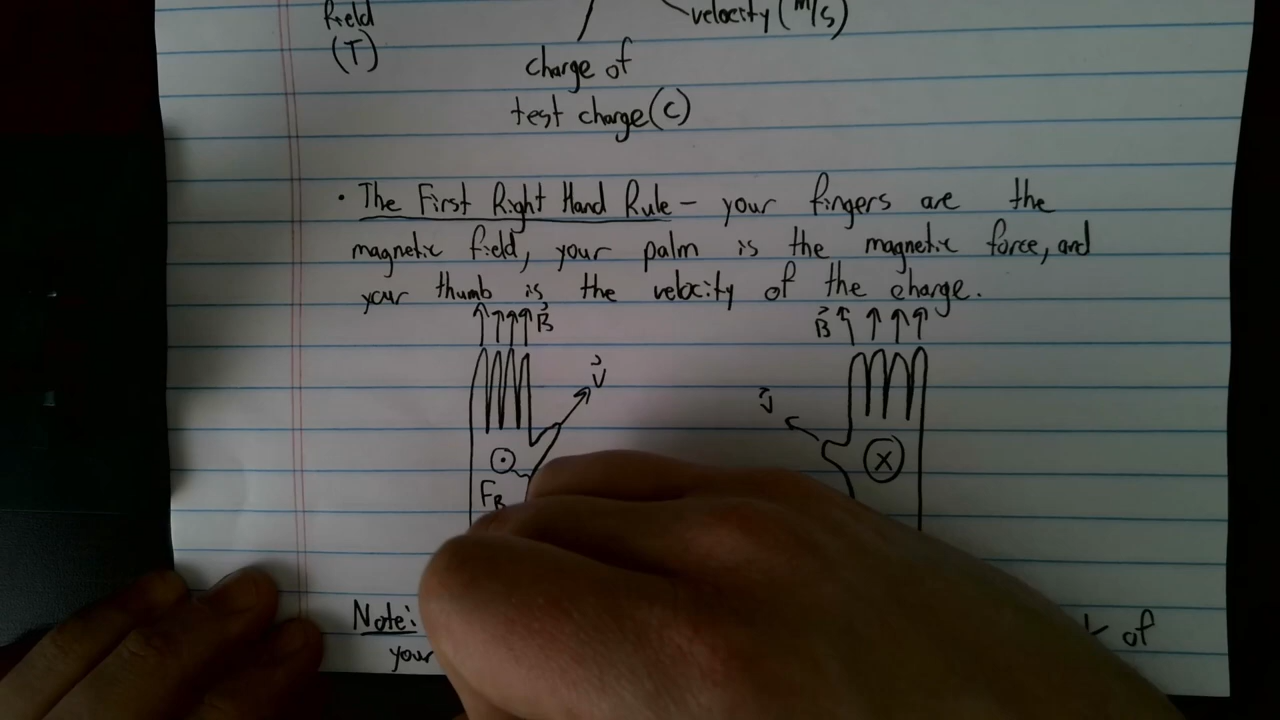 field
velocity (m/s)
(T)
charge of
test charge (C)
· The First Right Hand Rule - your fingers are the
magnetic field, your palm is the magnetic force, and
your thumb is the velocity of the charge.
B
B
v
v
X
FB
Note:
of
your